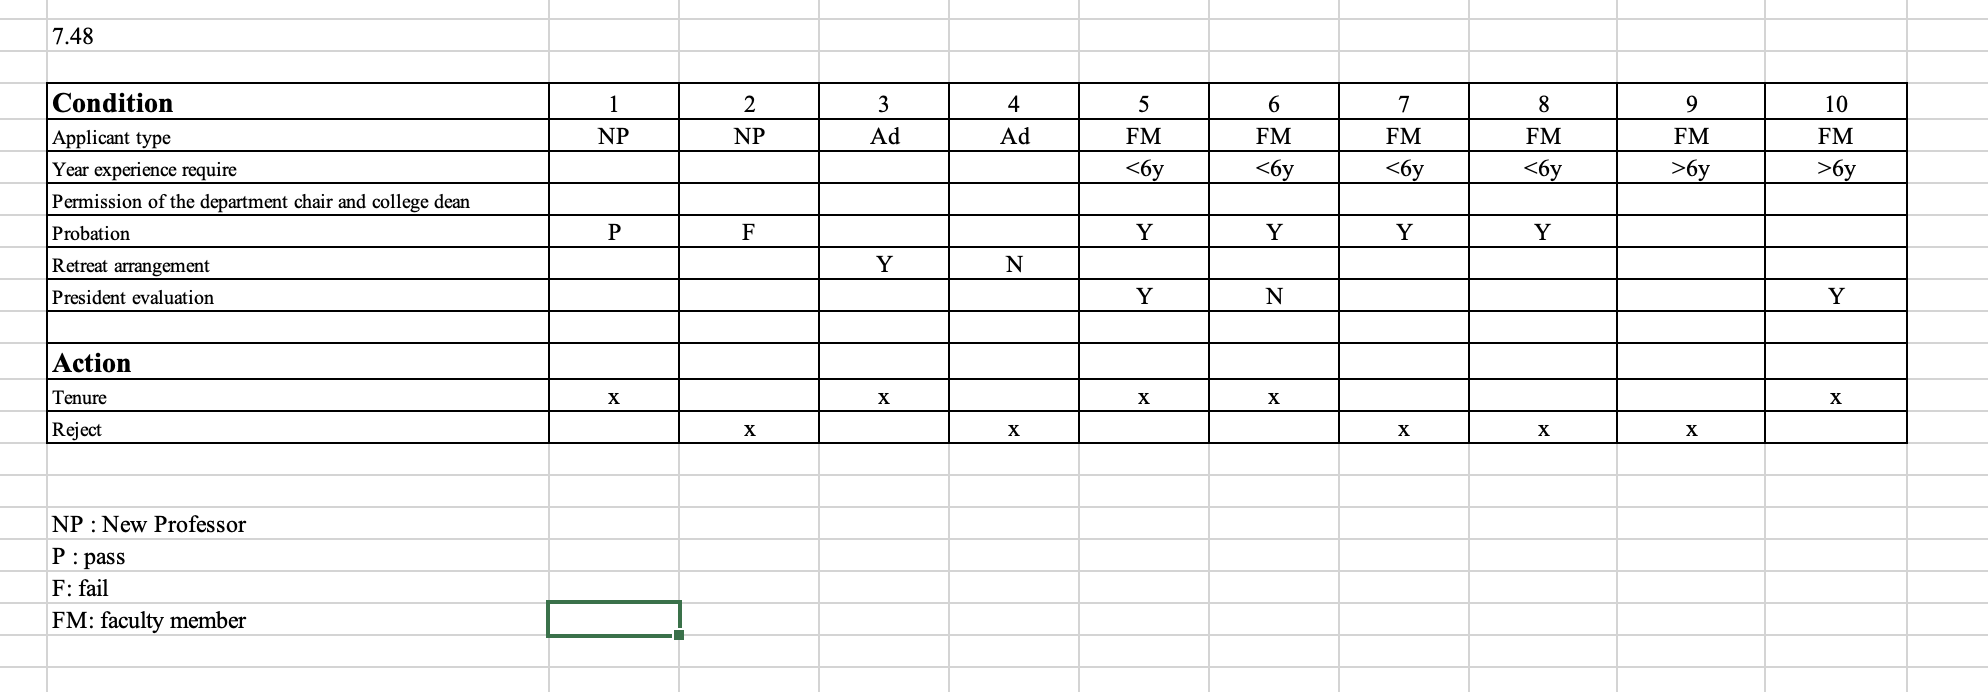 7.48
Condition 1 2 3 4 5 6 7 8 9 10
Applicant type NP NP Ad Ad FM FM FM FM FM FM
Year experience require <6y <6y <6y <6y >6y >6y
Permission of the department chair and college dean
Probation P F Y Y Y Y
Retreat arrangement Y N
President evaluation Y N Y
Action
Tenure x x x x x
Reject x x x x x
NP : New Professor
P : pass
F: fail
FM: faculty member